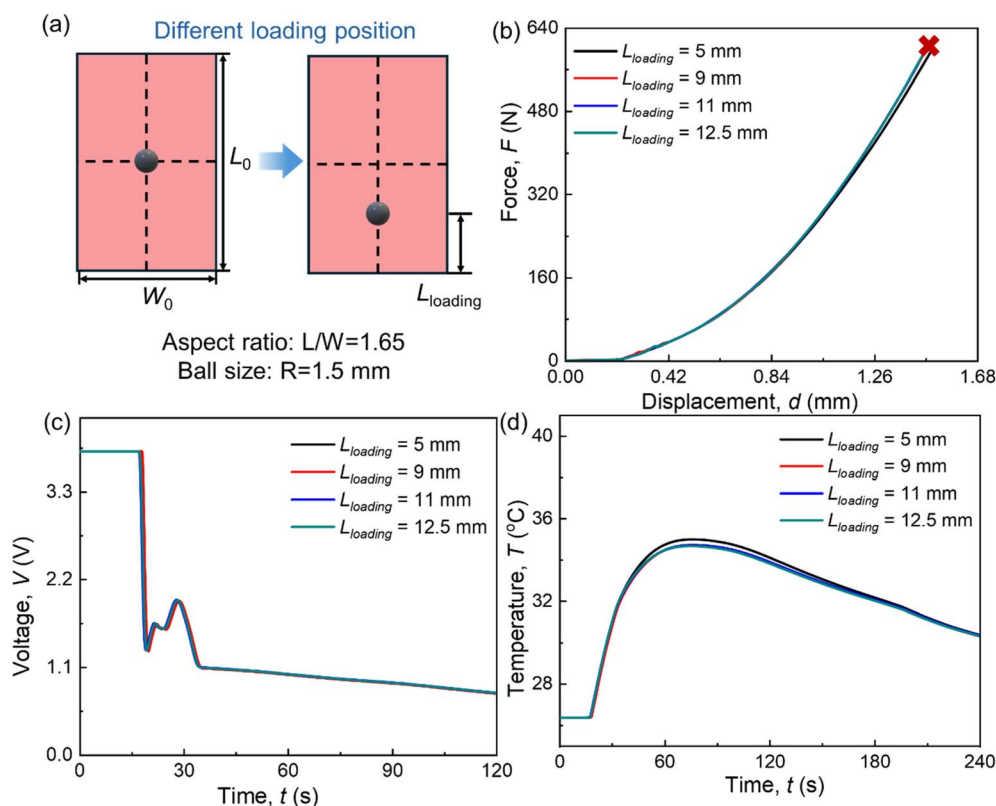 (a)
Different loading position
L0
W0
Lloading
Aspect ratio: L/W=1.65
Ball size: R=1.5 mm
(b)
640
480
320
160
0
Force, F (N)
Lloading = 5 mm
Lloading = 9 mm
Lloading = 11 mm
Lloading = 12.5 mm
0.00 0.42 0.84 1.26 1.68
Displacement, d (mm)
(c)
3.3
2.2
1.1
0.0
Voltage, V (V)
Lloading = 5 mm
Lloading = 9 mm
Lloading = 11 mm
Lloading = 12.5 mm
0 30 60 90 120
Time, t (s)
(d)
40
36
32
28
Temperature, T (oC)
Lloading = 5 mm
Lloading = 9 mm
Lloading = 11 mm
Lloading = 12.5 mm
0 60 120 180 240
Time, t (s)